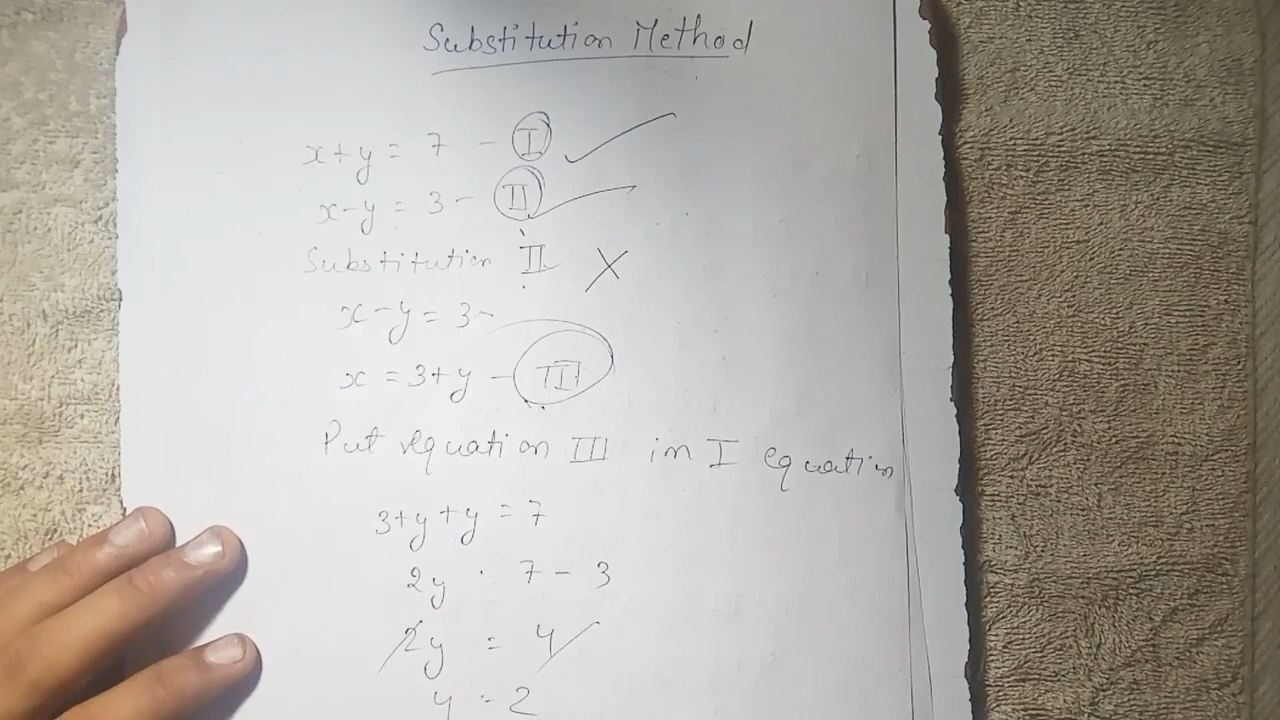 Substitution Method
x+y = 7 - I
x-y = 3 - II
Substitution II
x-y = 3
x = 3+y - III
Put equation III in I equation
3+y+y = 7
2y · 7 - 3
2y = 4
y = 2